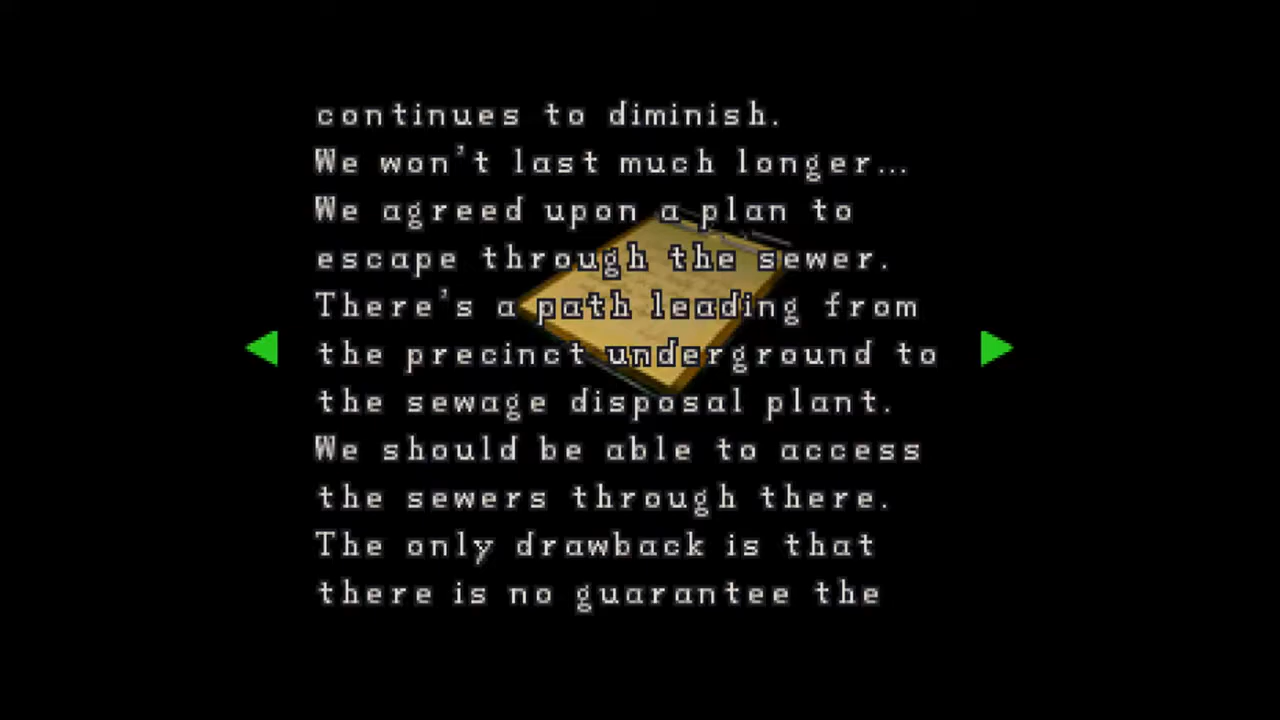 continues to diminish.
We won't last much longer...
We agreed upon a plan to
escape through the sewer.
There's a path leading from
the precinct underground to
the sewage disposal plant.
We should be able to access
the sewers through there.
The only drawback is that
there is no guarantee the